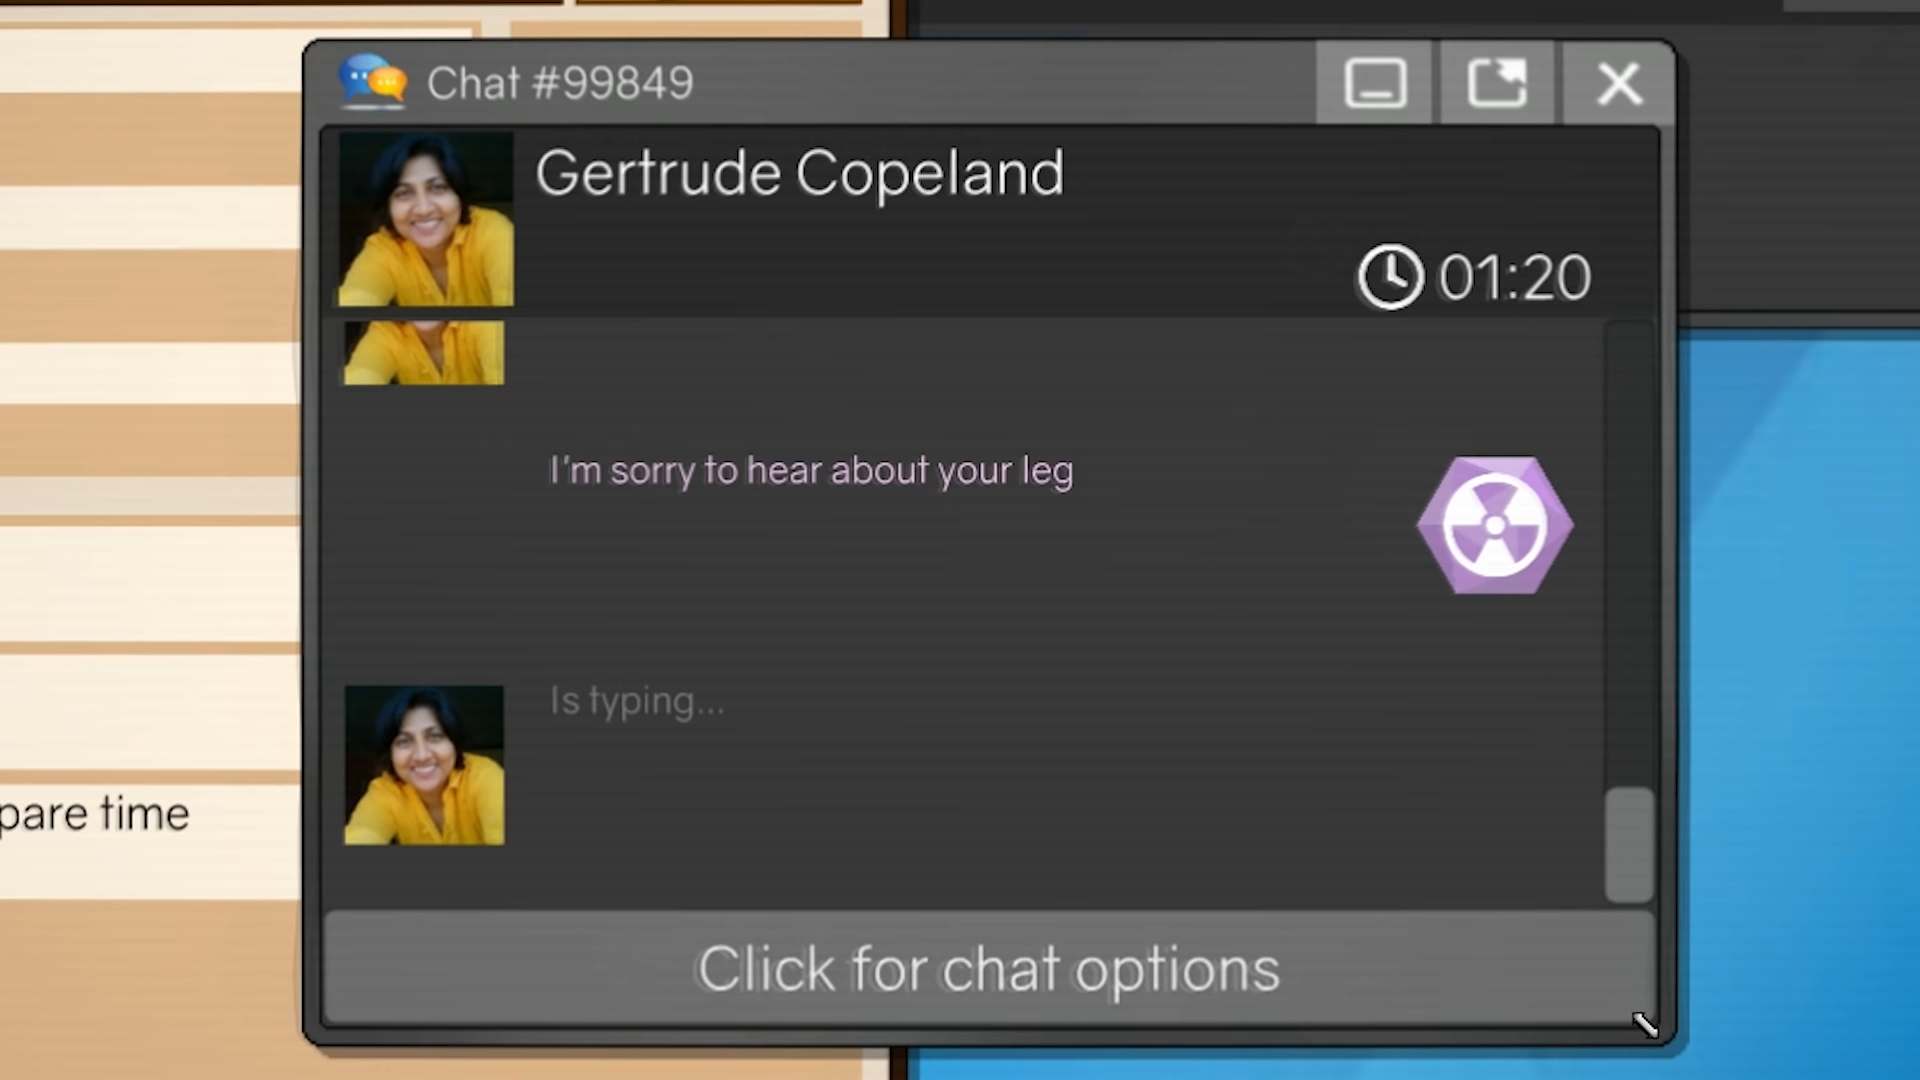 Chat #99849
Gertrude Copeland
01:20
I'm sorry to hear about your leg
Is typing...
pare time
Click for chat options